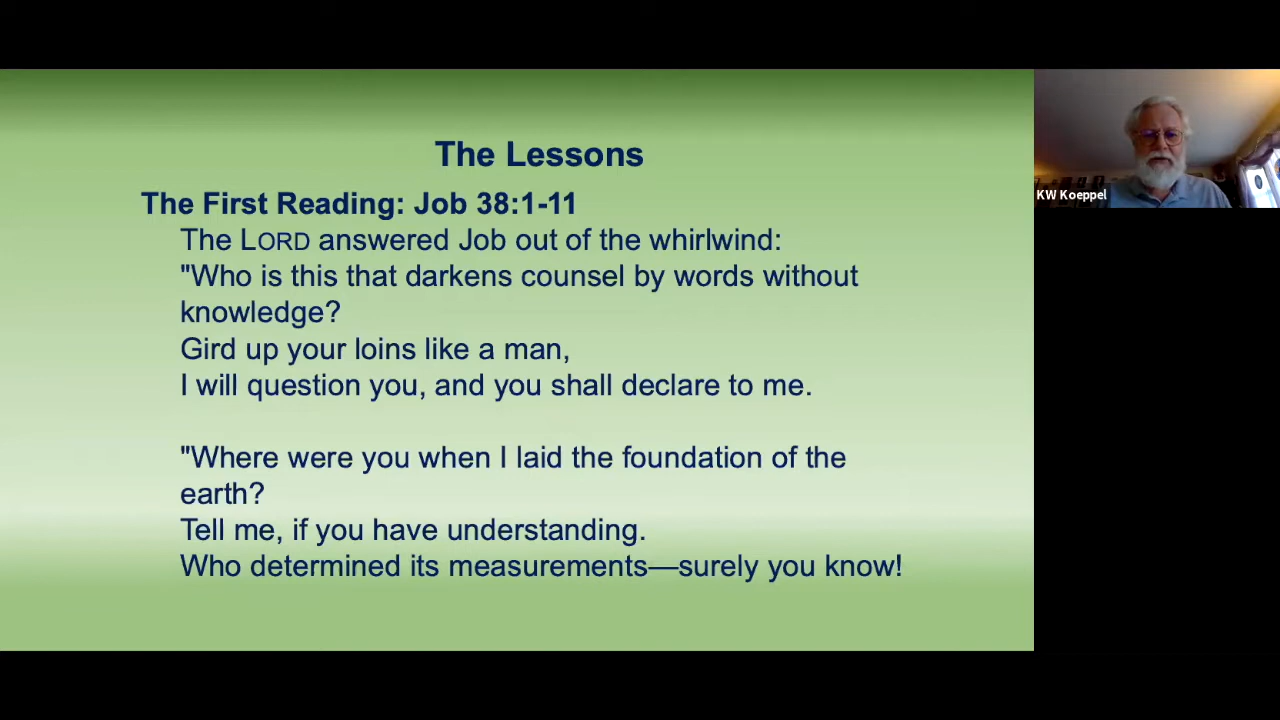 The Lessons
The First Reading: Job 38:1-11
The LORD answered Job out of the whirlwind:
"Who is this that darkens counsel by words without
knowledge?
Gird up your loins like a man,
I will question you, and you shall declare to me.
"Where were you when I laid the foundation of the
earth?
Tell me, if you have understanding.
Who determined its measurements—surely you know!
KW Koeppel